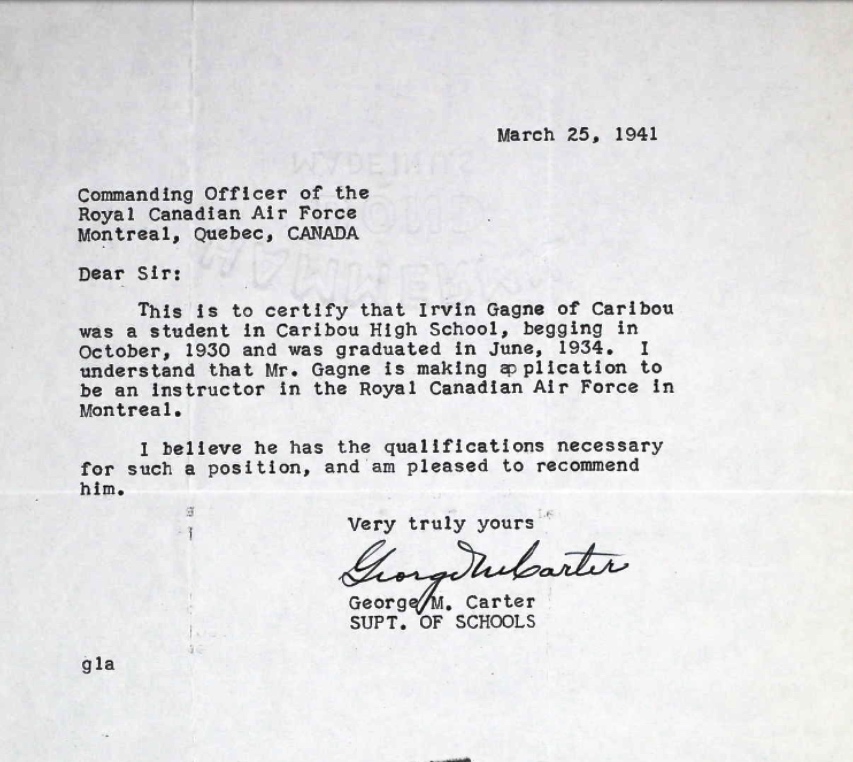 March 25, 1941
Commanding Officer of the
Royal Canadian Air Force
Montreal, Quebec, CANADA
Dear Sir:
This is to certify that Irvin Gagne of Caribou
was a student in Caribou High School, begging in
October, 1930 and was graduated in June, 1934. I
understand that Mr. Gagne is making application to
be an instructor in the Royal Canadian Air Force in
Montreal.
I believe he has the qualifications necessary
for such a position, and am pleased to recommend
him.
Very truly yours
George M Carter
George M. Carter
SUPT. OF SCHOOLS
gla
MADE IN U S
BOND
HAMMERMILL